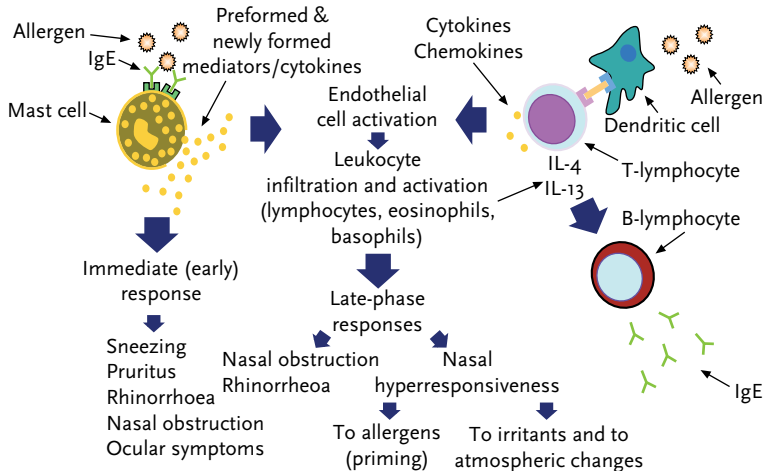 Allergen
IgE
Mast cell
Preformed &
newly formed
mediators/cytokines
Cytokines
Chemokines
Allergen
Dendritic cell
T-lymphocyte
IL-4
IL-13
B-lymphocyte
IgE
Endothelial
cell activation
Leukocyte
infiltration and activation
(lymphocytes, eosinophils,
basophils)
Immediate (early)
response
Sneezing
Pruritus
Rhinorrhoea
Nasal obstruction
Ocular symptoms
Late-phase
responses
Nasal obstruction
Rhinorrheoa
Nasal
hyperresponsiveness
To allergens
(priming)
To irritants and to
atmospheric changes